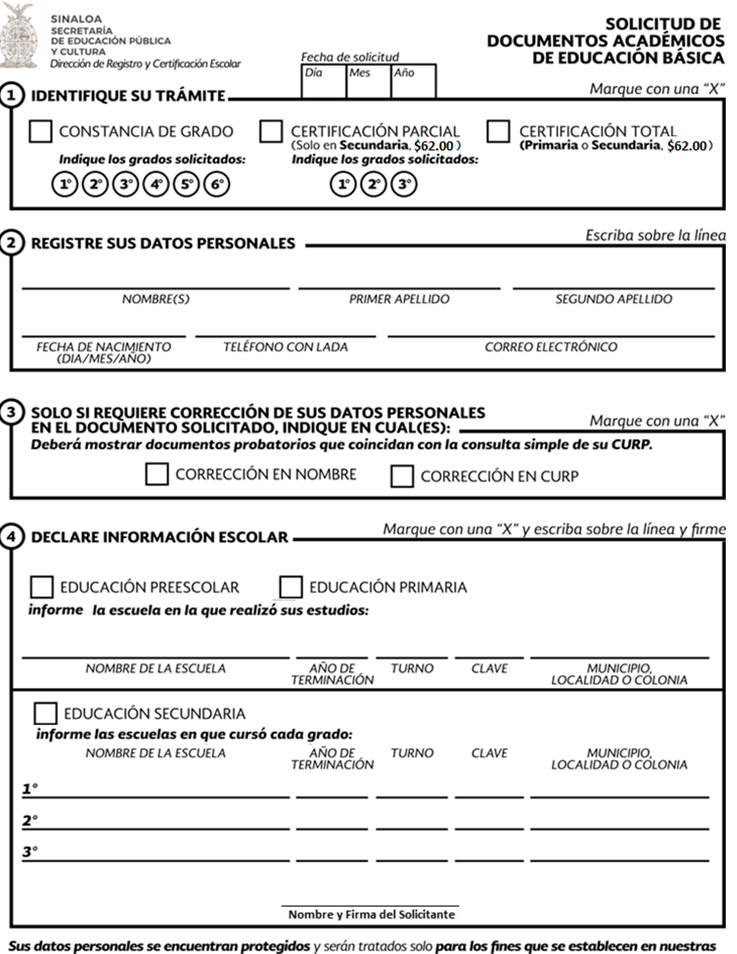 SINALOA
SECRETARÍA
DE EDUCACIÓN PÚBLICA
Y CULTURA
Dirección de Registro y Certificación Escolar
SOLICITUD DE
DOCUMENTOS ACADÉMICOS
DE EDUCACIÓN BÁSICA
Fecha de solicitud
Día Mes Año
1 IDENTIFIQUE SU TRÁMITE Marque con una “X”
CONSTANCIA DE GRADO CERTIFICACIÓN PARCIAL CERTIFICACIÓN TOTAL
(Solo en Secundaria, $62.00 ) (Primaria o Secundaria, $62.00 )
Indique los grados solicitados: Indique los grados solicitados:
1° 2° 3° 4° 5° 6° 1° 2° 3°
2 REGISTRE SUS DATOS PERSONALES Escriba sobre la línea
NOMBRE(S) PRIMER APELLIDO SEGUNDO APELLIDO
FECHA DE NACIMIENTO TELÉFONO CON LADA CORREO ELECTRÓNICO
(DIA/MES/AÑO)
3 SOLO SI REQUIERE CORRECCIÓN DE SUS DATOS PERSONALES
EN EL DOCUMENTO SOLICITADO, INDIQUE EN CUAL(ES): Marque con una “X”
Deberá mostrar documentos probatorios que coincidan con la consulta simple de su CURP.
CORRECCIÓN EN NOMBRE CORRECCIÓN EN CURP
4 DECLARE INFORMACIÓN ESCOLAR Marque con una “X” y escriba sobre la línea y firme
EDUCACIÓN PREESCOLAR EDUCACIÓN PRIMARIA
informe la escuela en la que realizó sus estudios:
NOMBRE DE LA ESCUELA AÑO DE TURNO CLAVE MUNICIPIO,
TERMINACIÓN LOCALIDAD O COLONIA
EDUCACIÓN SECUNDARIA
informe las escuelas en que cursó cada grado:
NOMBRE DE LA ESCUELA AÑO DE TURNO CLAVE MUNICIPIO,
TERMINACIÓN LOCALIDAD O COLONIA
1°
2°
3°
Nombre y Firma del Solicitante
Sus datos personales se encuentran protegidos y serán tratados solo para los fines que se establecen en nuestras